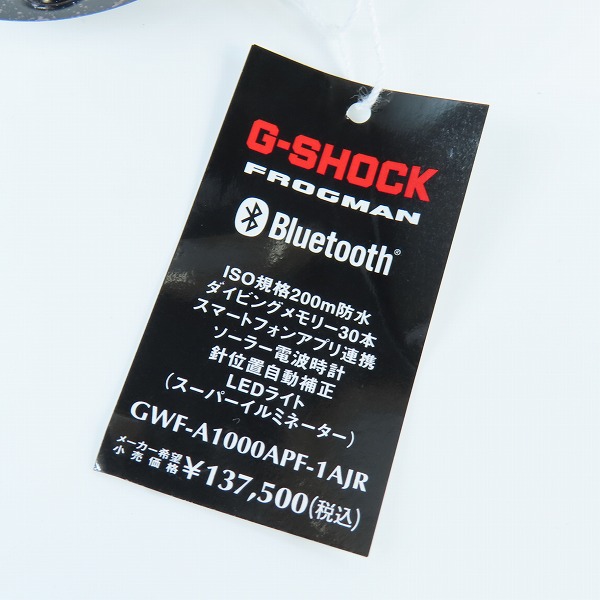 G-SHOCK
FROGMAN
Bluetooth®
ISO規格200m防水
ダイビングメモリー30本
スマートフォンアプリ連携
ソーラー電波時計
針位置自動補正
LEDライト
(スーパーイルミネーター)
GWF-A1000APF-1AJR
メーカー希望小売価格¥137,500(税込)